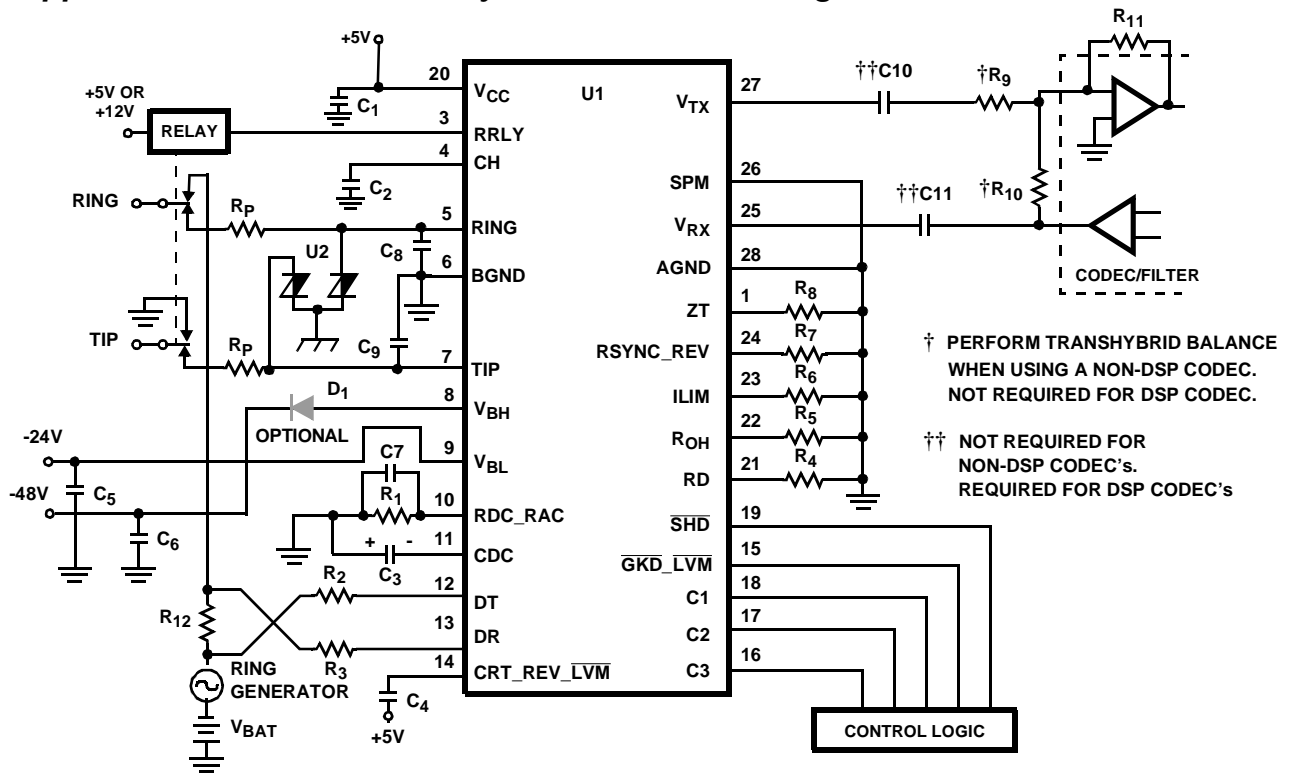 +5V
20
VCC
C1
U1
+5V OR
+12V
RELAY
3
RRLY
4
CH
C2
RING
RP
5
RING
U2
C8
6
BGND
TIP
RP
C9
7
TIP
D1
OPTIONAL
8
VBH
-24V
9
VBL
-48V
C5
C6
C7
R1
10
RDC_RAC
+ -
11
CDC
C3
R2
12
DT
R12
13
DR
R3
RING
GENERATOR
14
CRT_REV_LVM
C4
+5V
VBAT
27
VTX
††C10
†R9
R11
26
SPM
†R10
25
VRX
††C11
28
AGND
CODEC/FILTER
1
ZT
R8
24
RSYNC_REV
R7
23
ILIM
R6
22
ROH
R5
21
RD
R4
19
SHD
15
GKD_LVM
18
C1
17
C2
16
C3
CONTROL LOGIC
† PERFORM TRANSHYBRID BALANCE
WHEN USING A NON-DSP CODEC.
NOT REQUIRED FOR DSP CODEC.
†† NOT REQUIRED FOR
NON-DSP CODEC's.
REQUIRED FOR DSP CODEC's